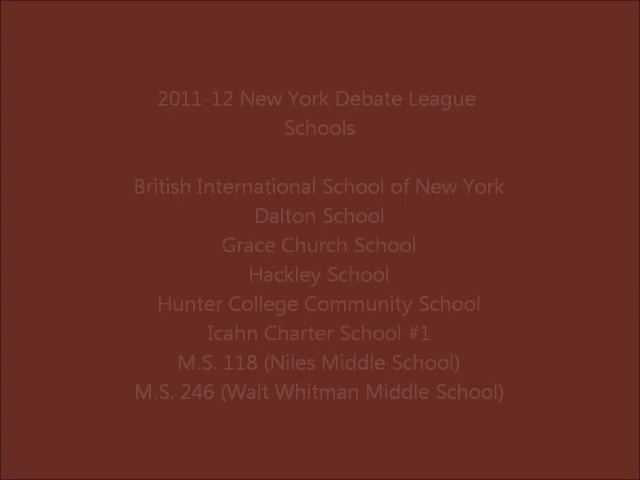 2011-12 New York Debate League
Schools
British International School of New York
Dalton School
Grace Church School
Hackley School
Hunter College Community School
Icahn Charter School #1
M.S. 118 (Niles Middle School)
M.S. 246 (Walt Whitman Middle School)